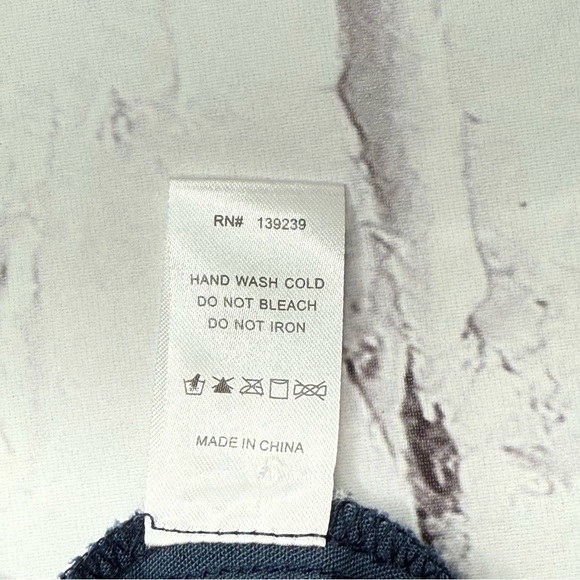 RN# 139239
HAND WASH COLD
DO NOT BLEACH
DO NOT IRON
MADE IN CHINA